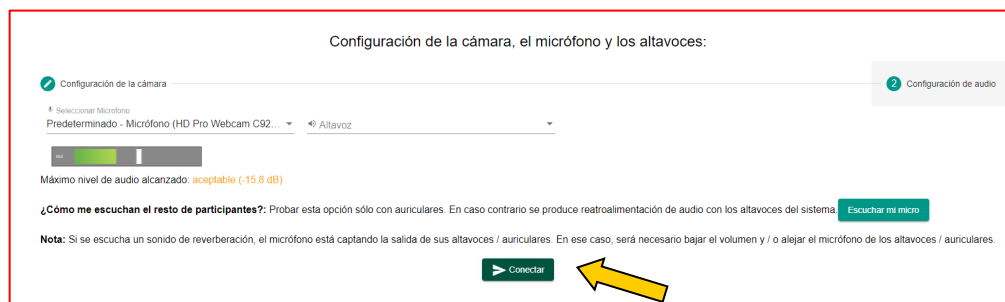 Configuración de la cámara, el micrófono y los altavoces:
Configuración de la cámara
2 Configuración de audio
Seleccionar Microfono
Predeterminado - Micrófono (HD Pro Webcam C92...
Altavoz
Máximo nivel de audio alcanzado: aceptable (-15.8 dB)
¿Cómo me escuchan el resto de participantes?: Probar esta opción sólo con auriculares. En caso contrario se produce reatroalimentación de audio con los altavoces del sistema. Escuchar mi micro
Nota: Si se escucha un sonido de reverberación, el micrófono está captando la salida de sus altavoces / auriculares. En ese caso, será necesario bajar el volumen y / o alejar el micrófono de los altavoces / auriculares.
Conectar